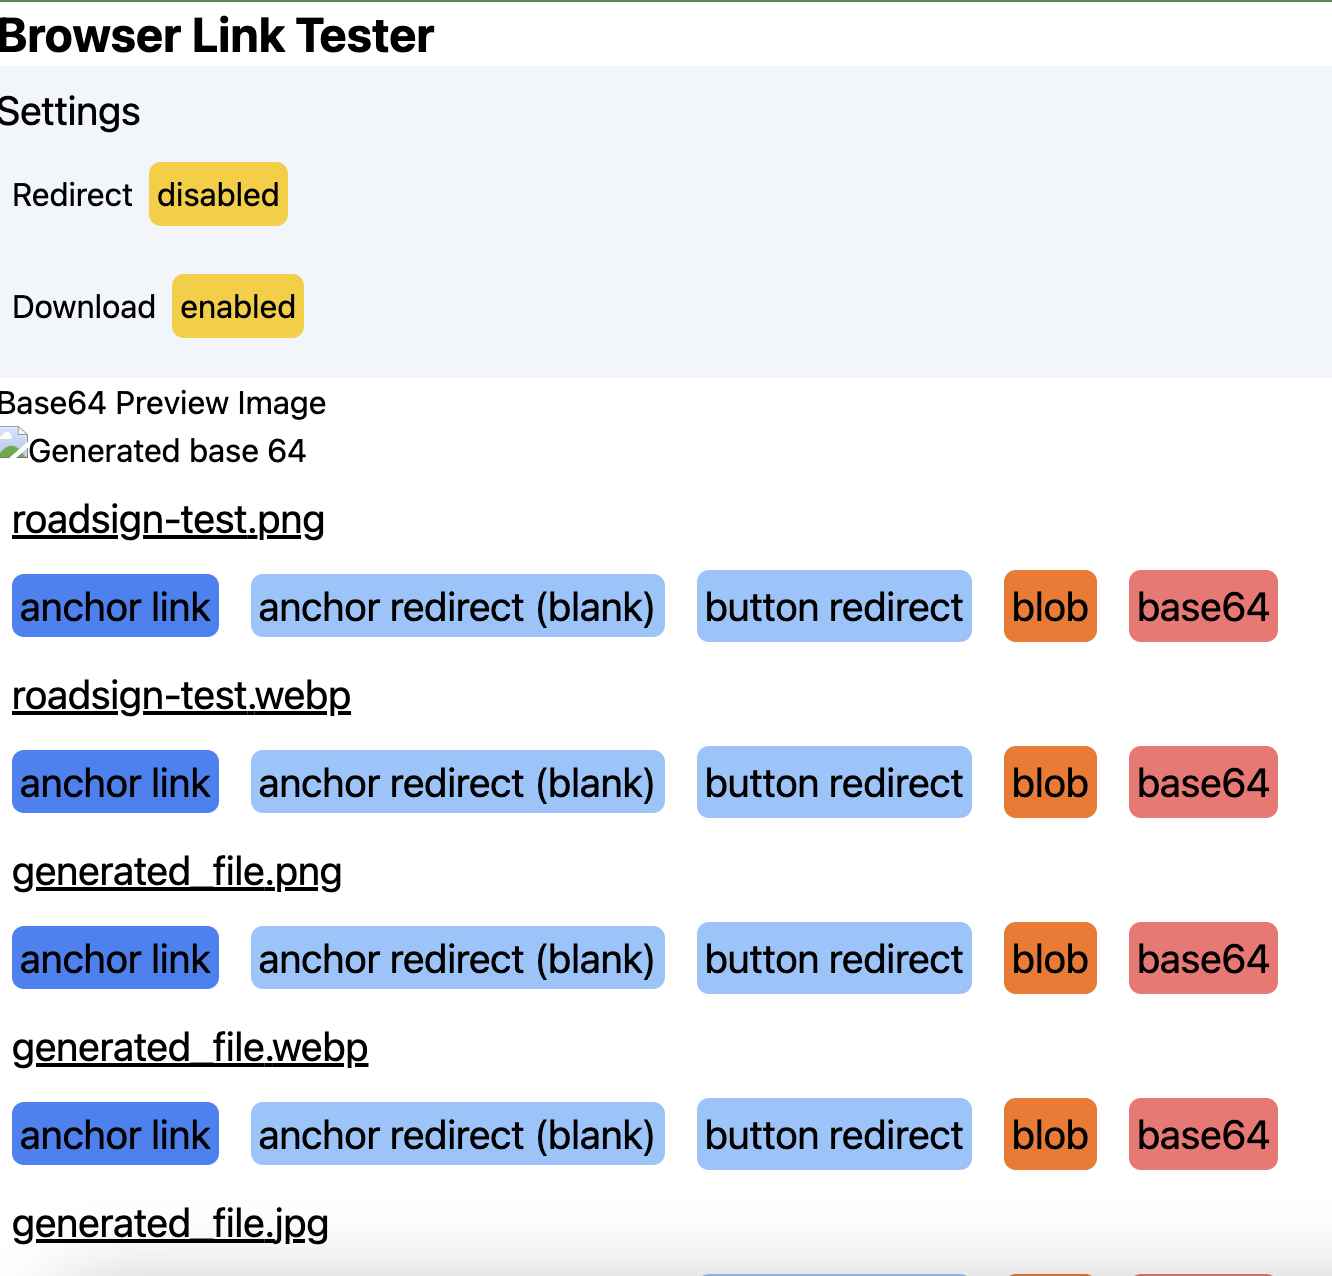 Browser Link Tester
Settings
Redirect disabled
Download enabled
Base64 Preview Image
Generated base 64
roadsign-test.png
anchor link anchor redirect (blank) button redirect blob base64
roadsign-test.webp
anchor link anchor redirect (blank) button redirect blob base64
generated_file.png
anchor link anchor redirect (blank) button redirect blob base64
generated_file.webp
anchor link anchor redirect (blank) button redirect blob base64
generated_file.jpg